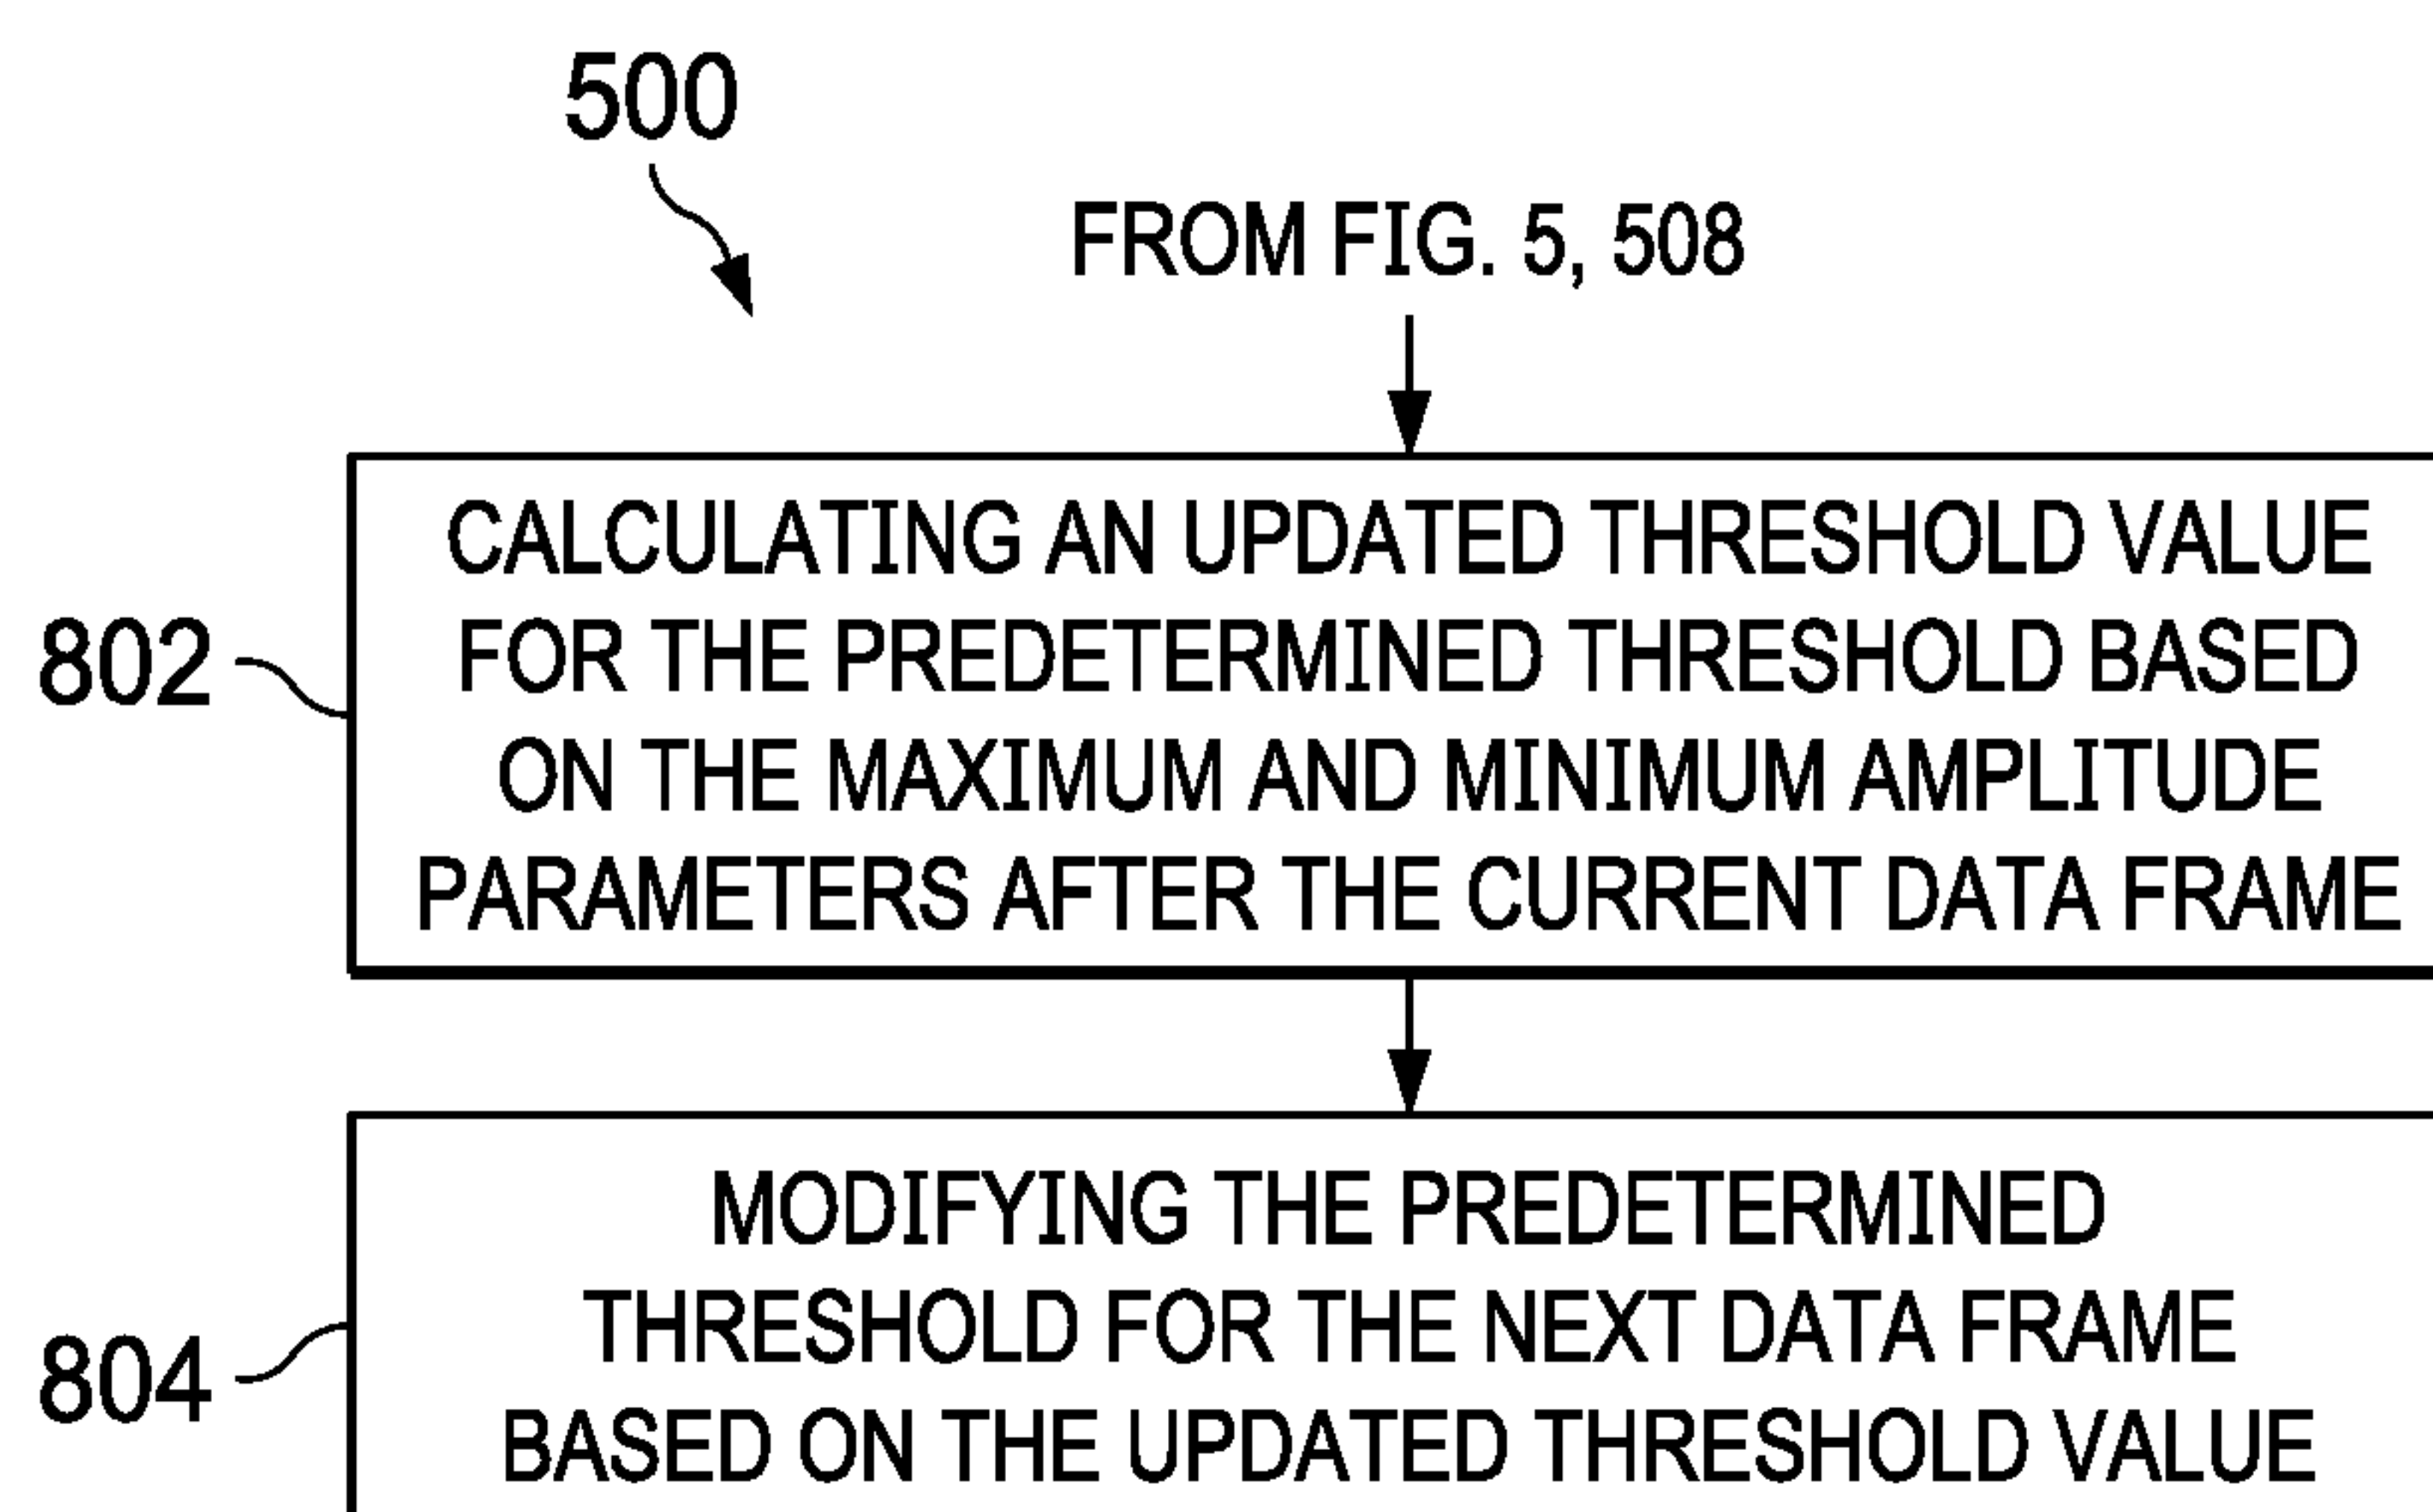 500
FROM FIG. 5, 508
802
CALCULATING AN UPDATED THRESHOLD VALUE
FOR THE PREDETERMINED THRESHOLD BASED
ON THE MAXIMUM AND MINIMUM AMPLITUDE
PARAMETERS AFTER THE CURRENT DATA FRAME
804
MODIFYING THE PREDETERMINED
THRESHOLD FOR THE NEXT DATA FRAME
BASED ON THE UPDATED THRESHOLD VALUE